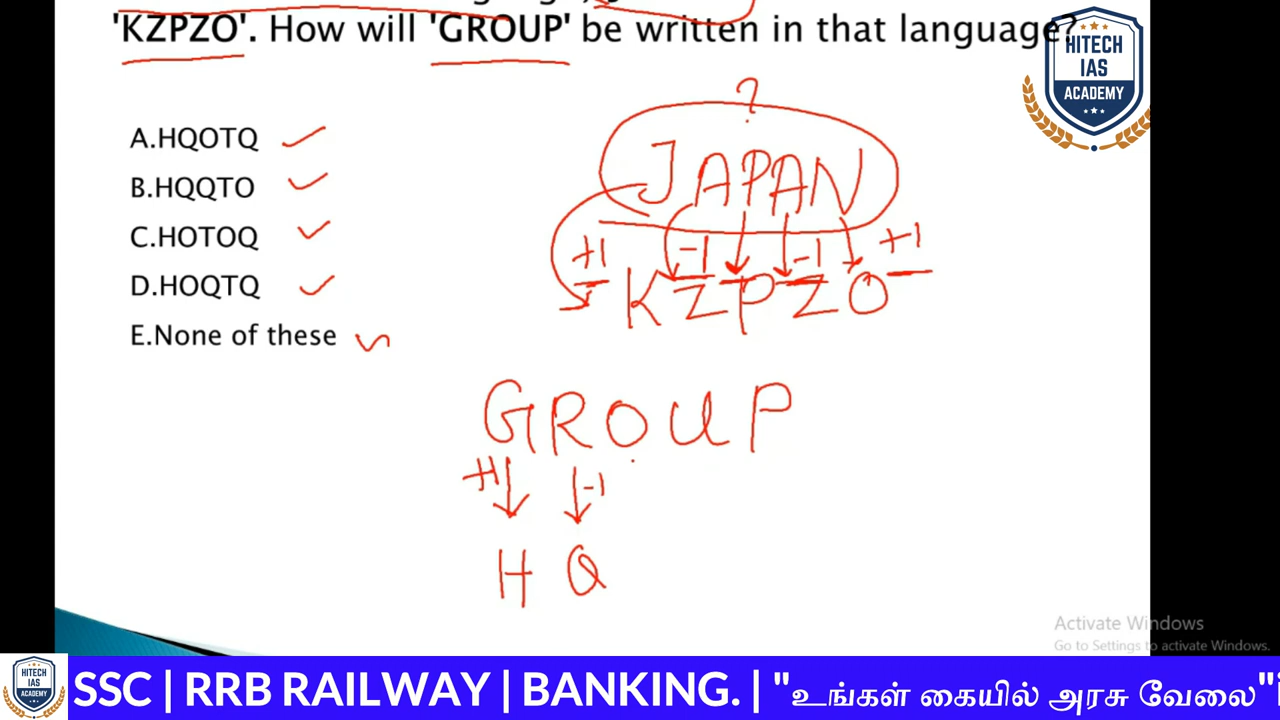 'KZPZO'. How will 'GROUP' be written in that language?
HITECH
IAS
ACADEMY
?
A.HQOTQ
B.HQQTO
C.HOTOQ
D.HOQTQ
E.None of these
JAPAN
+1 -1 -1 +1
KZPZO
GROUP
+1 -1
H Q
Activate Windows
Go to Settings to activate Windows.
HITECH
IAS
ACADEMY
SSC | RRB RAILWAY | BANKING. | "உங்கள் கையில் அரசு வேலை"